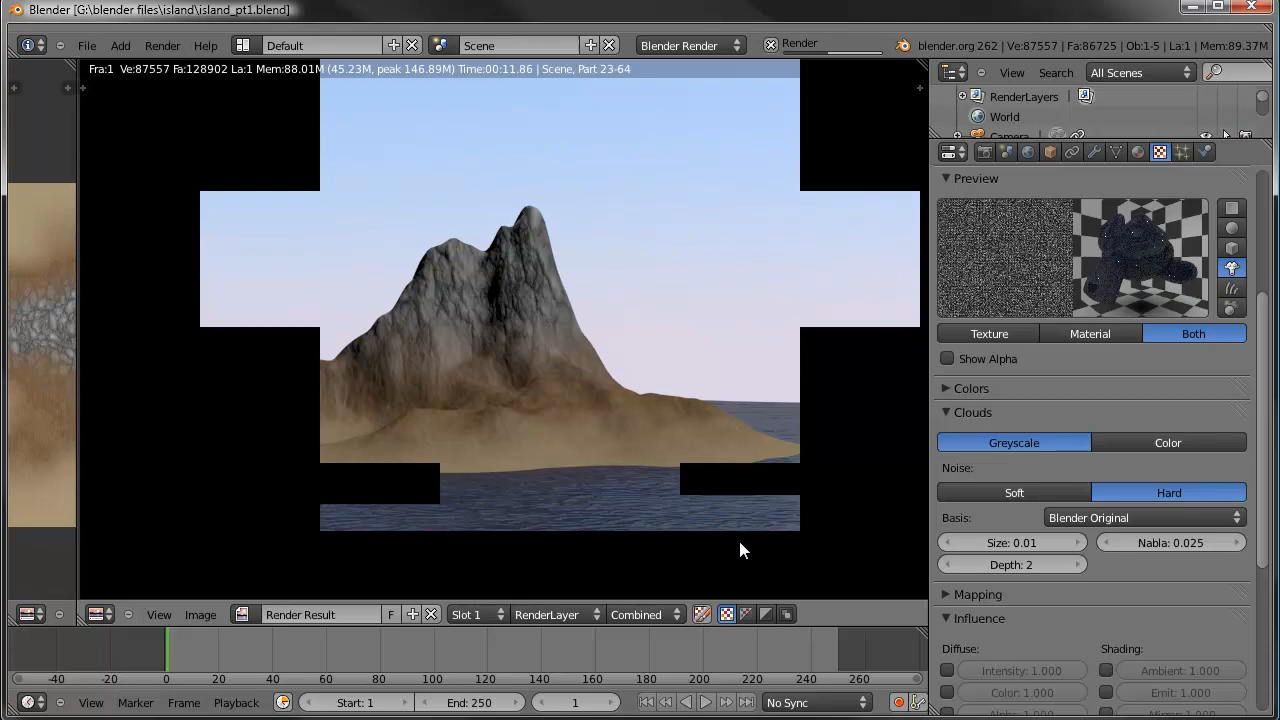 Blender [G:\blender files\island\island_pt1.blend]
File Add Render Help Default Scene Blender Render Render blender.org 262 | Ve:87557 | Fa:86725 | Ob:1-5 | La:1 | Mem:89.37M
Fra:1 Ve:87557 Fa:128902 La:1 Mem:88.01M (45.23M, peak 146.89M) Time:00:11.86 | Scene, Part 23-64
View Search All Scenes
RenderLayers
World
Camera
Preview
Texture Material Both
Show Alpha
Colors
Clouds
Greyscale Color
Noise:
Soft Hard
Basis: Blender Original
Size: 0.01 Nabla: 0.025
Depth: 2
Mapping
Influence
Diffuse: Shading:
Intensity: 1.000 Ambient: 1.000
Color: 1.000 Emit: 1.000
View Image Render Result F Slot 1 RenderLayer Combined
-40 -20 0 20 40 60 80 100 120 140 160 180 200 220 240 260
View Marker Frame Playback Start: 1 End: 250 1 No Sync